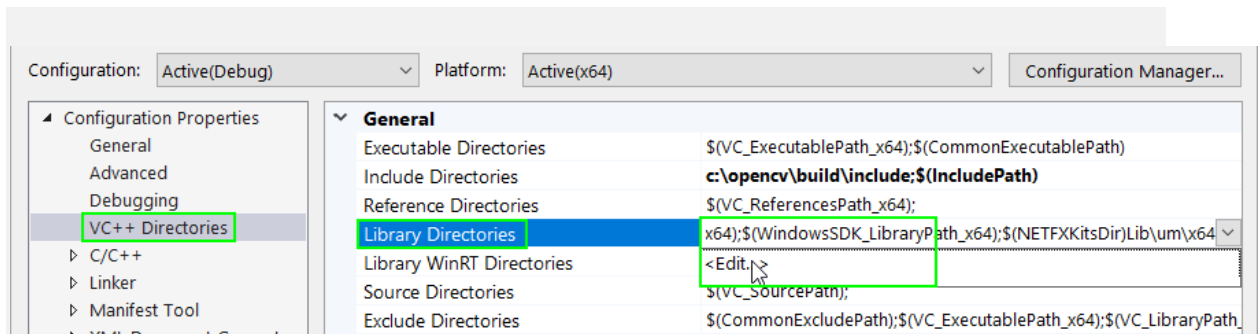 Configuration: Active(Debug) Platform: Active(x64) Configuration Manager...
Configuration Properties
General
Advanced
Debugging
VC++ Directories
C/C++
Linker
Manifest Tool
General
Executable Directories $(VC_ExecutablePath_x64);$(CommonExecutablePath)
Include Directories c:\opencv\build\include;$(IncludePath)
Reference Directories $(VC_ReferencesPath_x64);
Library Directories x64);$(WindowsSDK_LibraryPath_x64);$(NETFXKitsDir)Lib\um\x64
<Edit...>
Library WinRT Directories
Source Directories $(VC_SourcePath);
Exclude Directories $(CommonExcludePath);$(VC_ExecutablePath_x64);$(VC_LibraryPath_